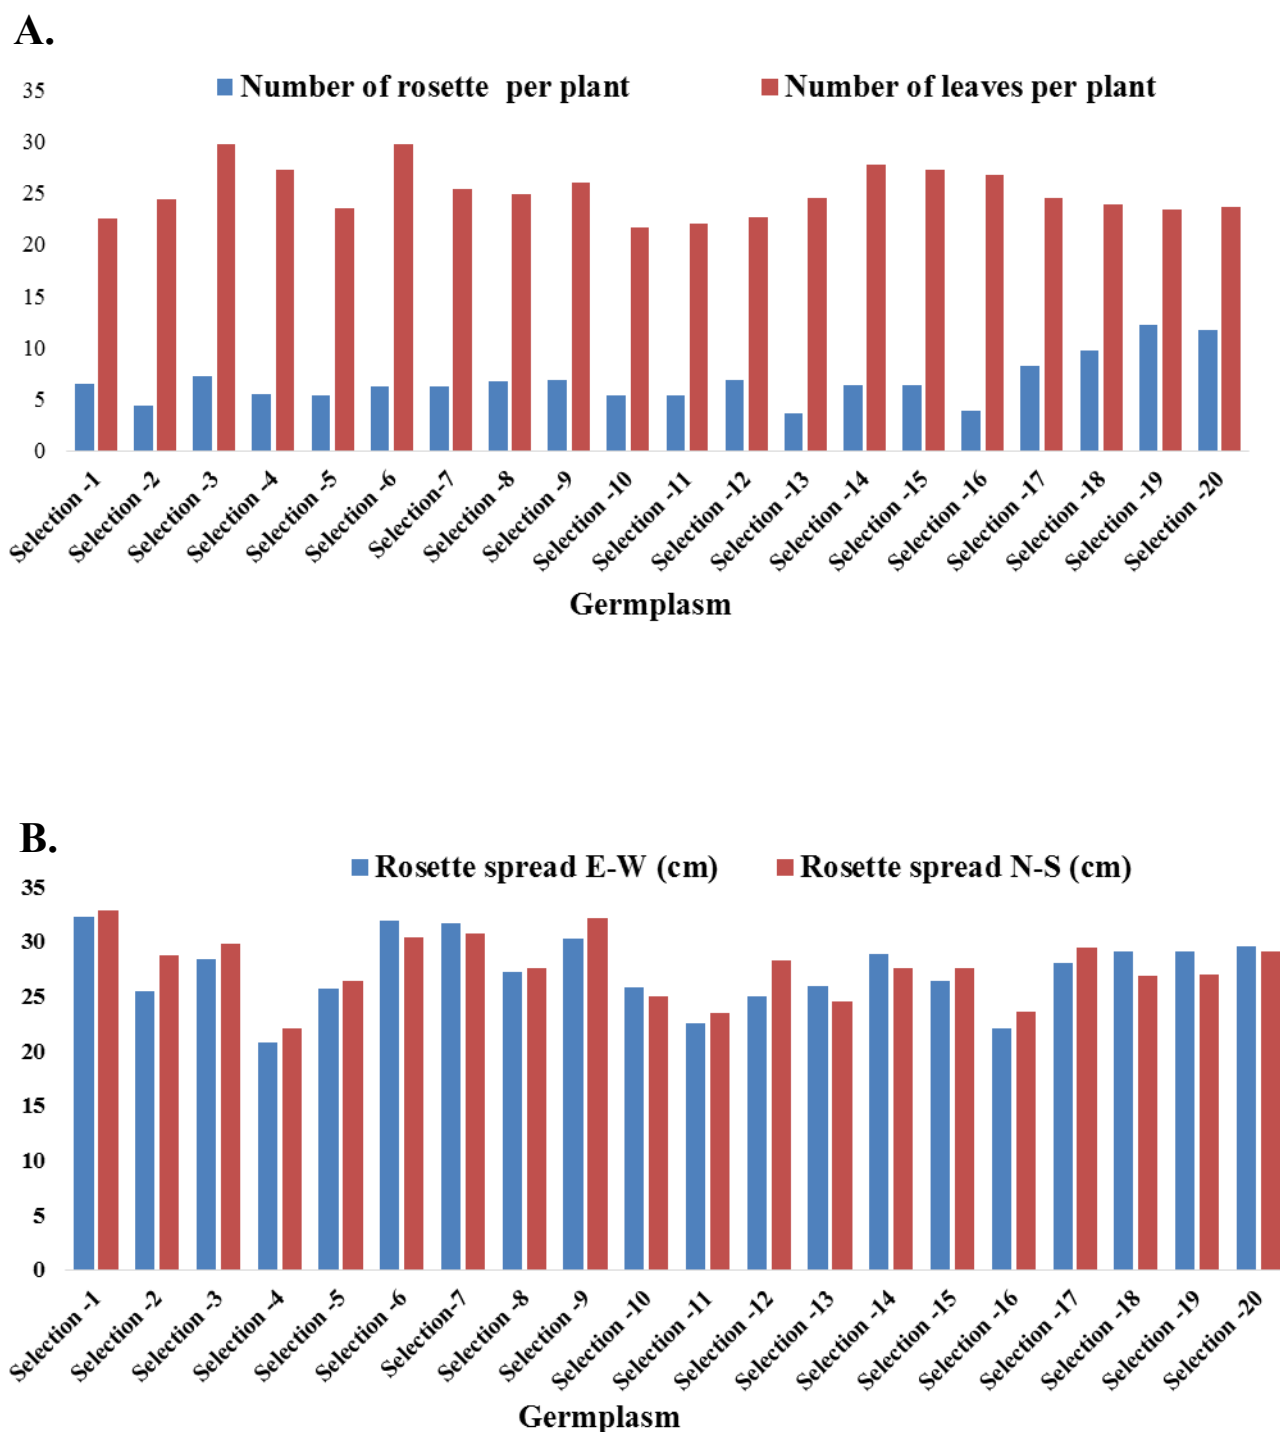 A.
Number of rosette  per plant
Number of leaves per plant
35
30
25
20
15
10
5
0
Selection -1
Selection -2
Selection -3
Selection -4
Selection -5
Selection -6
Selection-7
Selection -8
Selection -9
Selection -10
Selection -11
Selection -12
Selection -13
Selection -14
Selection -15
Selection -16
Selection -17
Selection -18
Selection -19
Selection -20
Germplasm
B.
Rosette spread E-W (cm)
Rosette spread N-S (cm)
35
30
25
20
15
10
5
0
Selection -1
Selection -2
Selection -3
Selection -4
Selection -5
Selection -6
Selection-7
Selection -8
Selection -9
Selection -10
Selection -11
Selection -12
Selection -13
Selection -14
Selection -15
Selection -16
Selection -17
Selection -18
Selection -19
Selection -20
Germplasm